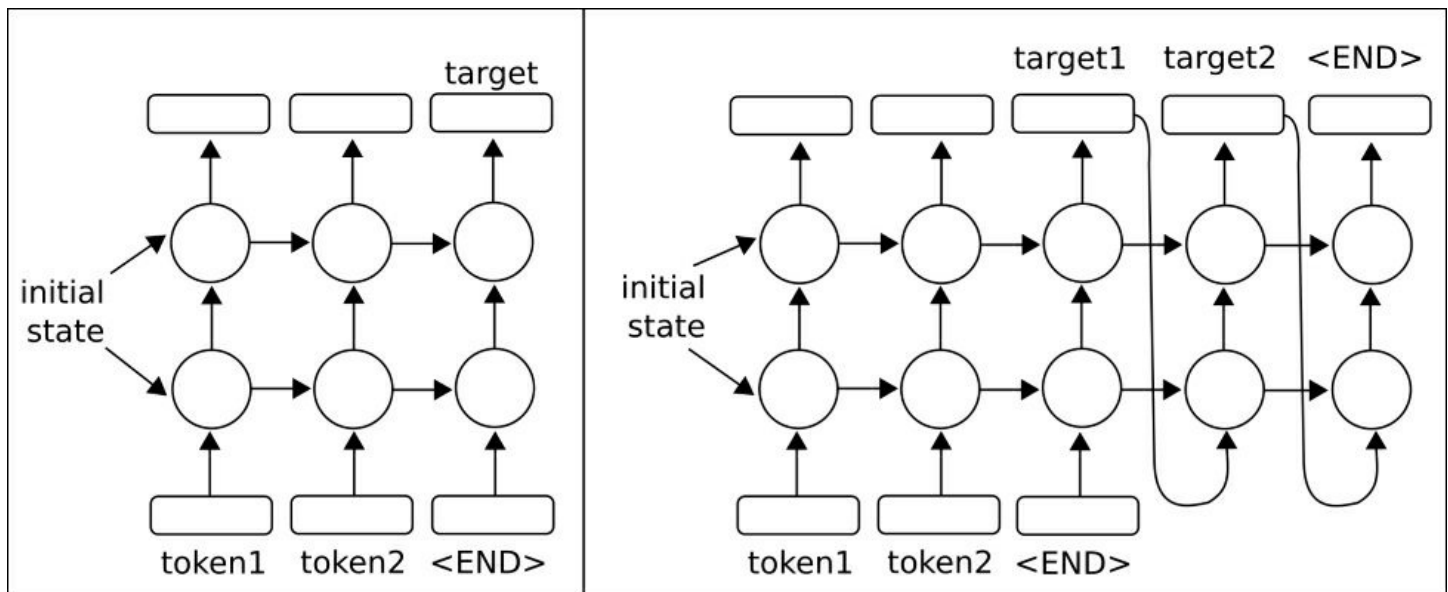 target
initial
state
token1 token2 <END>
target1 target2 <END>
initial
state
token1 token2 <END>